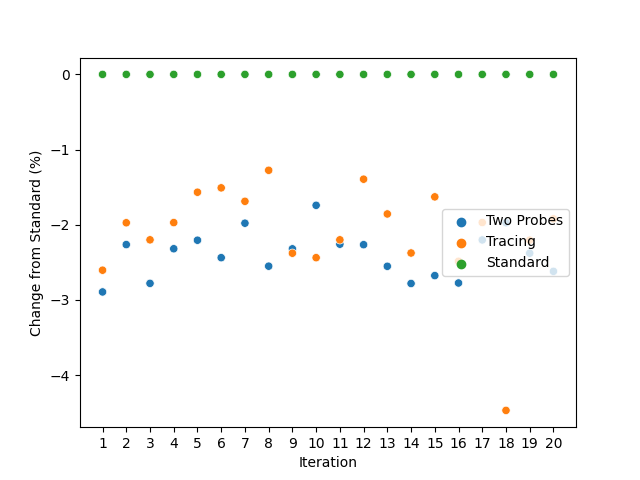 0
−1
−2
−3
−4
Change from Standard (%)
Two Probes
Tracing
Standard
1 2 3 4 5 6 7 8 9 10 11 12 13 14 15 16 17 18 19 20
Iteration